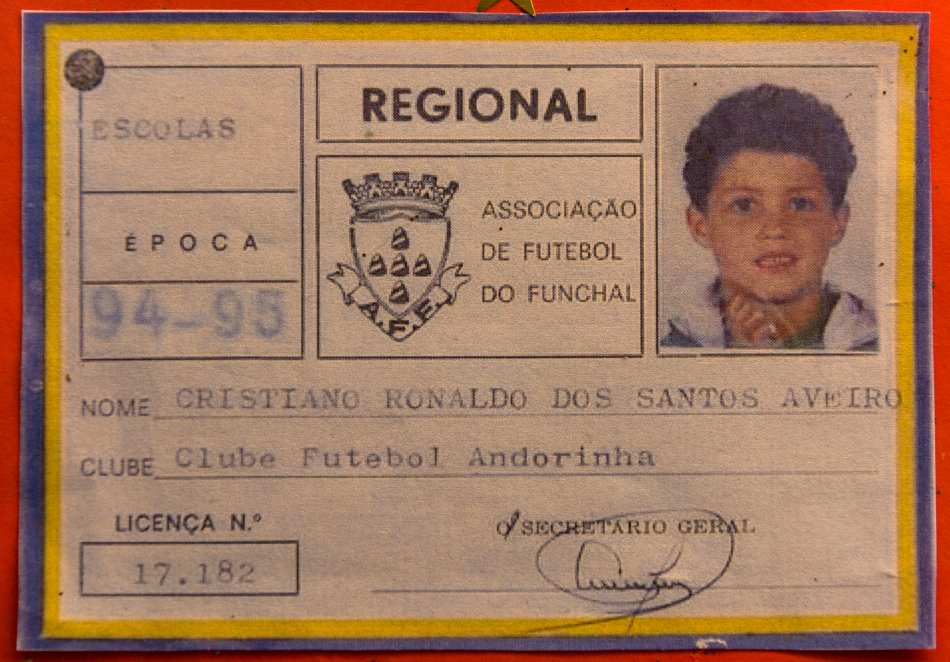 ESCOLAS
REGIONAL
ÉPOCA
94-95
A.F.F.
ASSOCIAÇÃO
DE FUTEBOL
DO FUNCHAL
NOME CRISTIANO RONALDO DOS SANTOS AVEIRO
CLUBE Clube Futebol Andorinha
LICENÇA N.º
17.182
O SECRETÁRIO GERAL